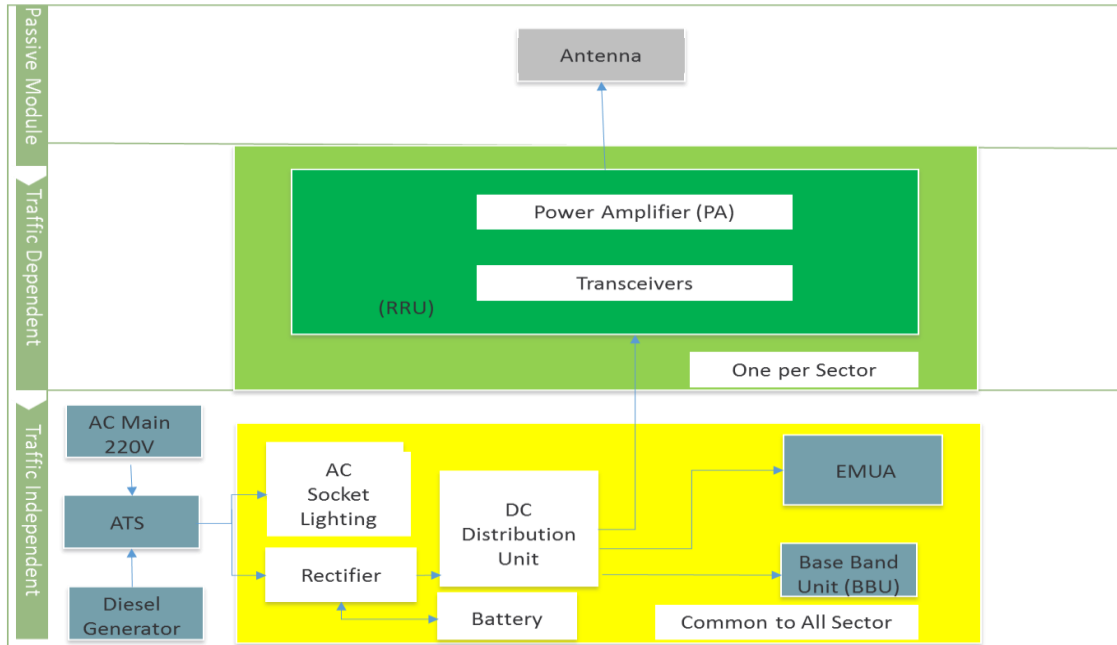 Passive Module
Antenna
Traffic Dependent
Power Amplifier (PA)
Transceivers
(RRU)
One per Sector
Traffic Independent
AC Main
220V
ATS
Diesel
Generator
AC
Socket
Lighting
Rectifier
Battery
DC
Distribution
Unit
EMUA
Base Band
Unit (BBU)
Common to All Sector